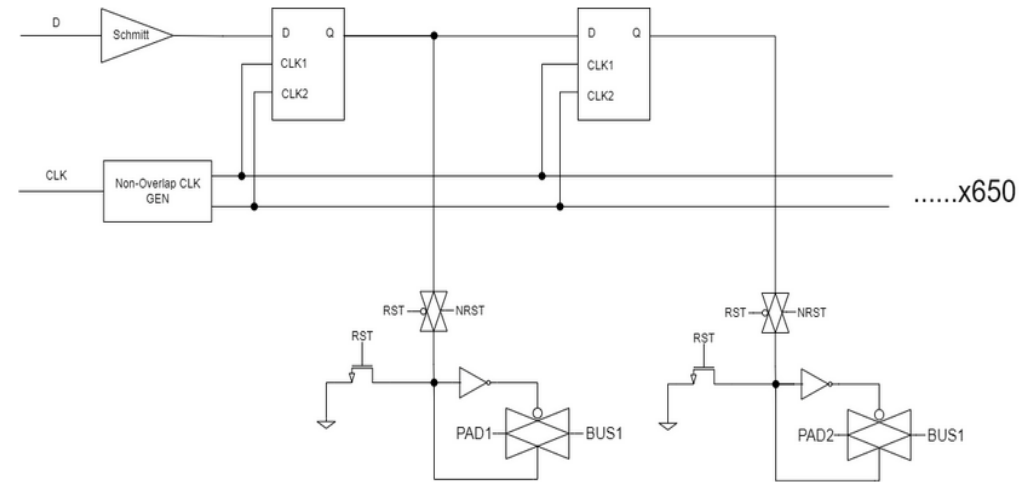 D
Schmitt
D Q
CLK1
CLK2
D Q
CLK1
CLK2
CLK
Non-Overlap CLK
GEN
......x650
RST
NRST
RST
NRST
RST
RST
PAD1
BUS1
PAD2
BUS1